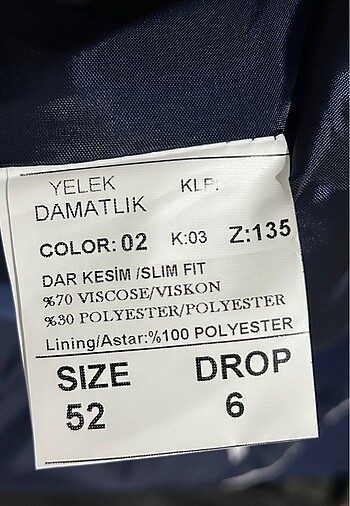 YELEK KLP:
DAMATLIK
COLOR: 02 K:03 Z:135
DAR KESİM /SLIM FIT
%70 VISCOSE/VISKON
%30 POLYESTER/POLYESTER
Lining/Astar:%100 POLYESTER
SIZE DROP
52 6